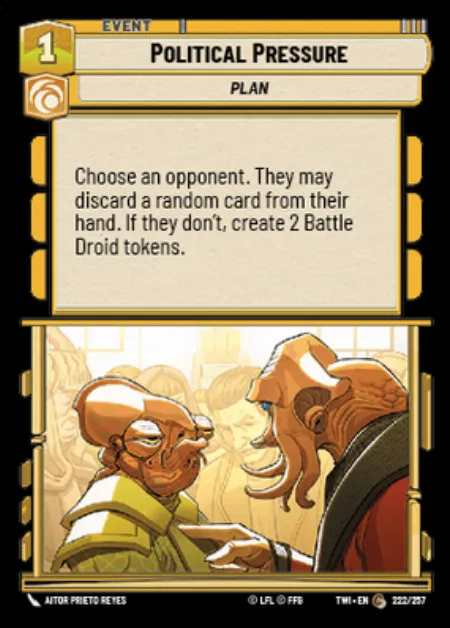 EVENT
1
POLITICAL PRESSURE
PLAN
Choose an opponent. They may
discard a random card from their
hand. If they don't, create 2 Battle
Droid tokens.
AITOR PRIETO REYES
© LFL © FFG
TWI • EN C 222/257